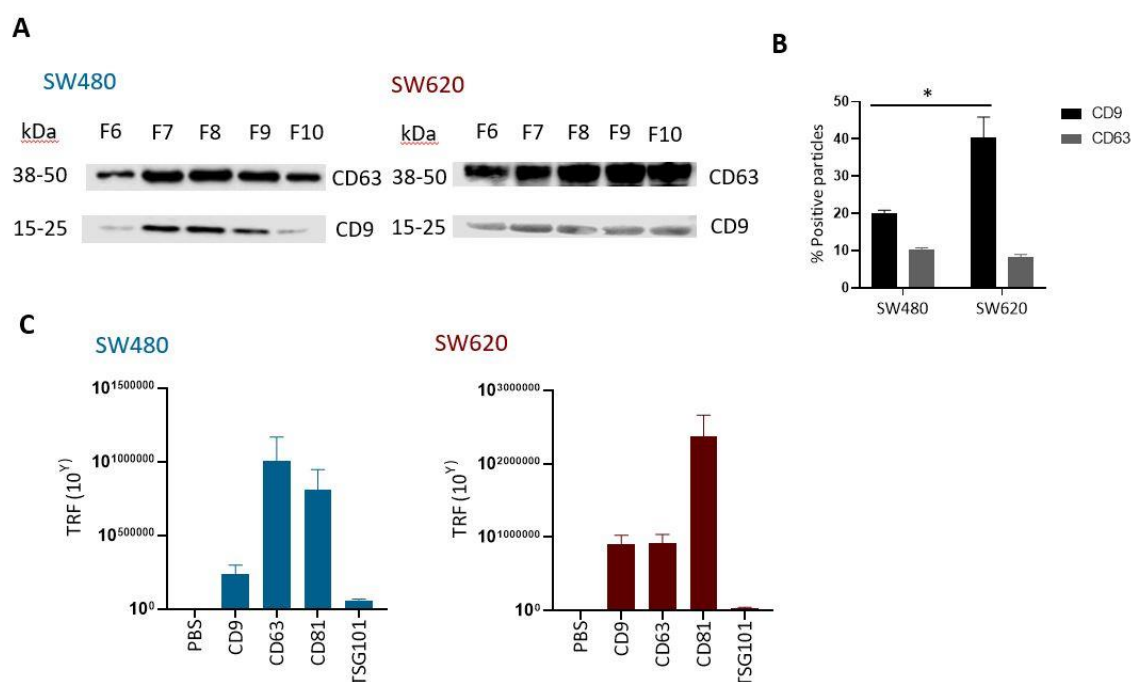 A
SW480
kDa F6 F7 F8 F9 F10
38-50 CD63
15-25 CD9
SW620
kDa F6 F7 F8 F9 F10
38-50 CD63
15-25 CD9
B
*
50
40
30
20
10
0
% Positive particles
SW480 SW620
CD9
CD63
C
SW480
10^1500000
10^1000000
10^500000
10^0
TRF (10^Y)
PBS CD9 CD63 CD81 TSG101
SW620
10^3000000
10^2000000
10^1000000
10^0
TRF (10^Y)
PBS CD9 CD63 CD81 TSG101